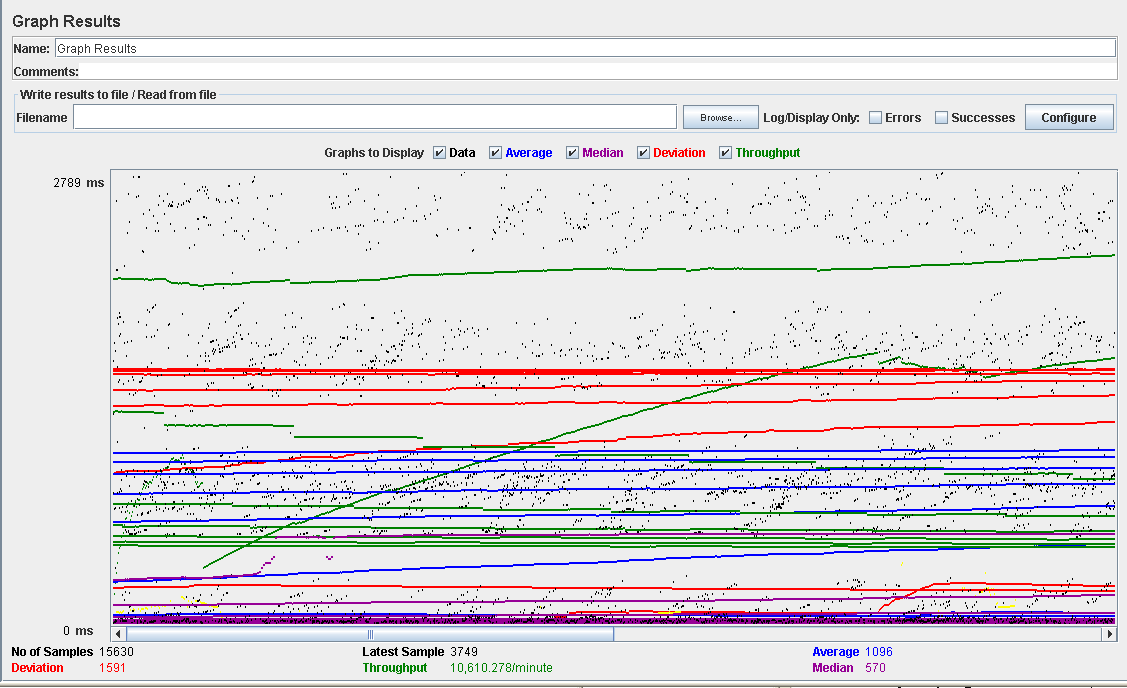 Graph Results
Name: Graph Results
Comments:
Write results to file / Read from file
Filename Browse... Log/Display Only: Errors Successes Configure
Graphs to Display Data Average Median Deviation Throughput
2789 ms
0 ms
No of Samples 15630 Latest Sample 3749 Average 1096
Deviation 1591 Throughput 10,610.278/minute Median 570